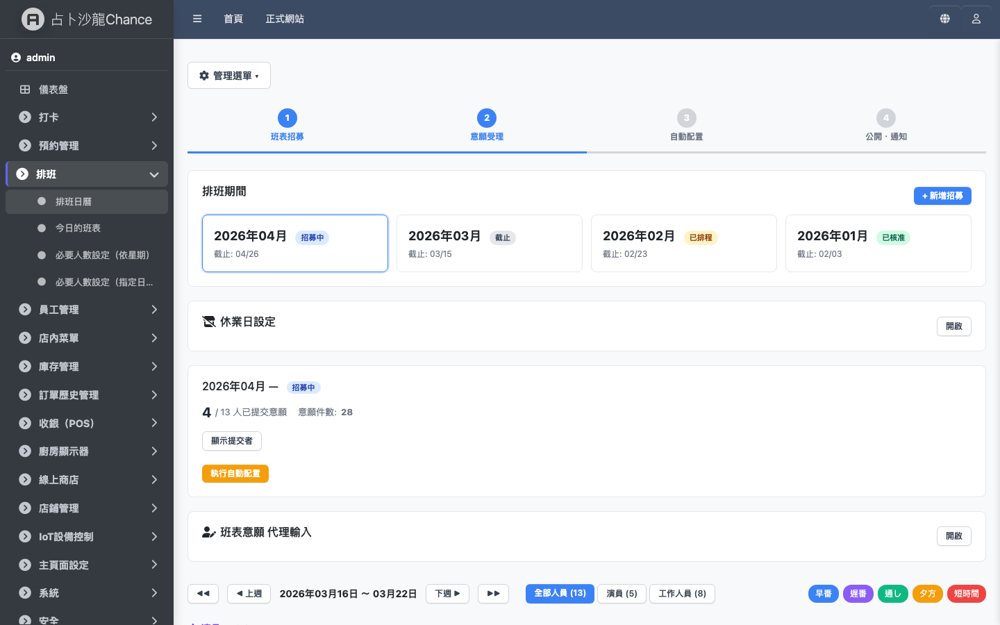 占卜沙龍Chance
首頁
正式網站
admin
儀表盤
打卡
預約管理
排班
排班日曆
今日的班表
必要人數設定（依星期）
必要人數設定（指定日...
員工管理
店內菜單
庫存管理
訂單歷史管理
收銀（POS）
廚房顯示器
線上商店
店鋪管理
IoT設備控制
主頁面設定
系統
安全
管理選單 ▾
1
班表招募
2
意願受理
3
自動配置
4
公開・通知
排班期間
+ 新增招募
2026年04月 招募中
截止: 04/26
2026年03月 截止
截止: 03/15
2026年02月 已排程
截止: 02/23
2026年01月 已核准
截止: 02/03
休業日設定
開啟
2026年04月 — 招募中
4 / 13 人已提交意願 意願件數: 28
顯示提交者
執行自動配置
班表意願 代理輸入
開啟
◀◀ ◀ 上週 2026年03月16日 ～ 03月22日 下週 ▶ ▶▶ 全部人員 (13) 演員 (5) 工作人員 (8) 早番 遅番 通し 夕方 短時間